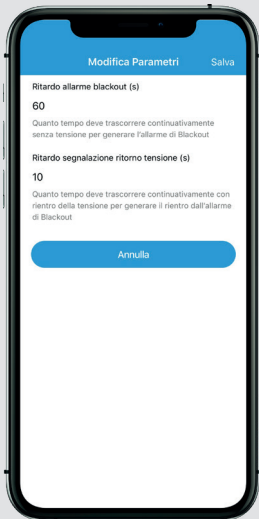 Modifica Parametri
Salva
Ritardo allarme blackout (s)
60
Quanto tempo deve trascorrere continuativamente
senza tensione per generare l'allarme di Blackout
Ritardo segnalazione ritorno tensione (s)
10
Quanto tempo deve trascorrere continuativamente con
rientro della tensione per generare il rientro dall'allarme
di Blackout
Annulla